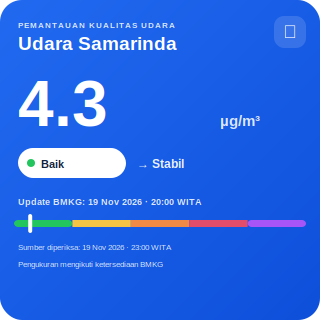 PEMANTAUAN KUALITAS UDARA
Udara Samarinda
4.3 µg/m³
Baik → Stabil
Update BMKG: 19 Nov 2026 · 20:00 WITA
Sumber diperiksa: 19 Nov 2026 · 23:00 WITA
Pengukuran mengikuti ketersediaan BMKG